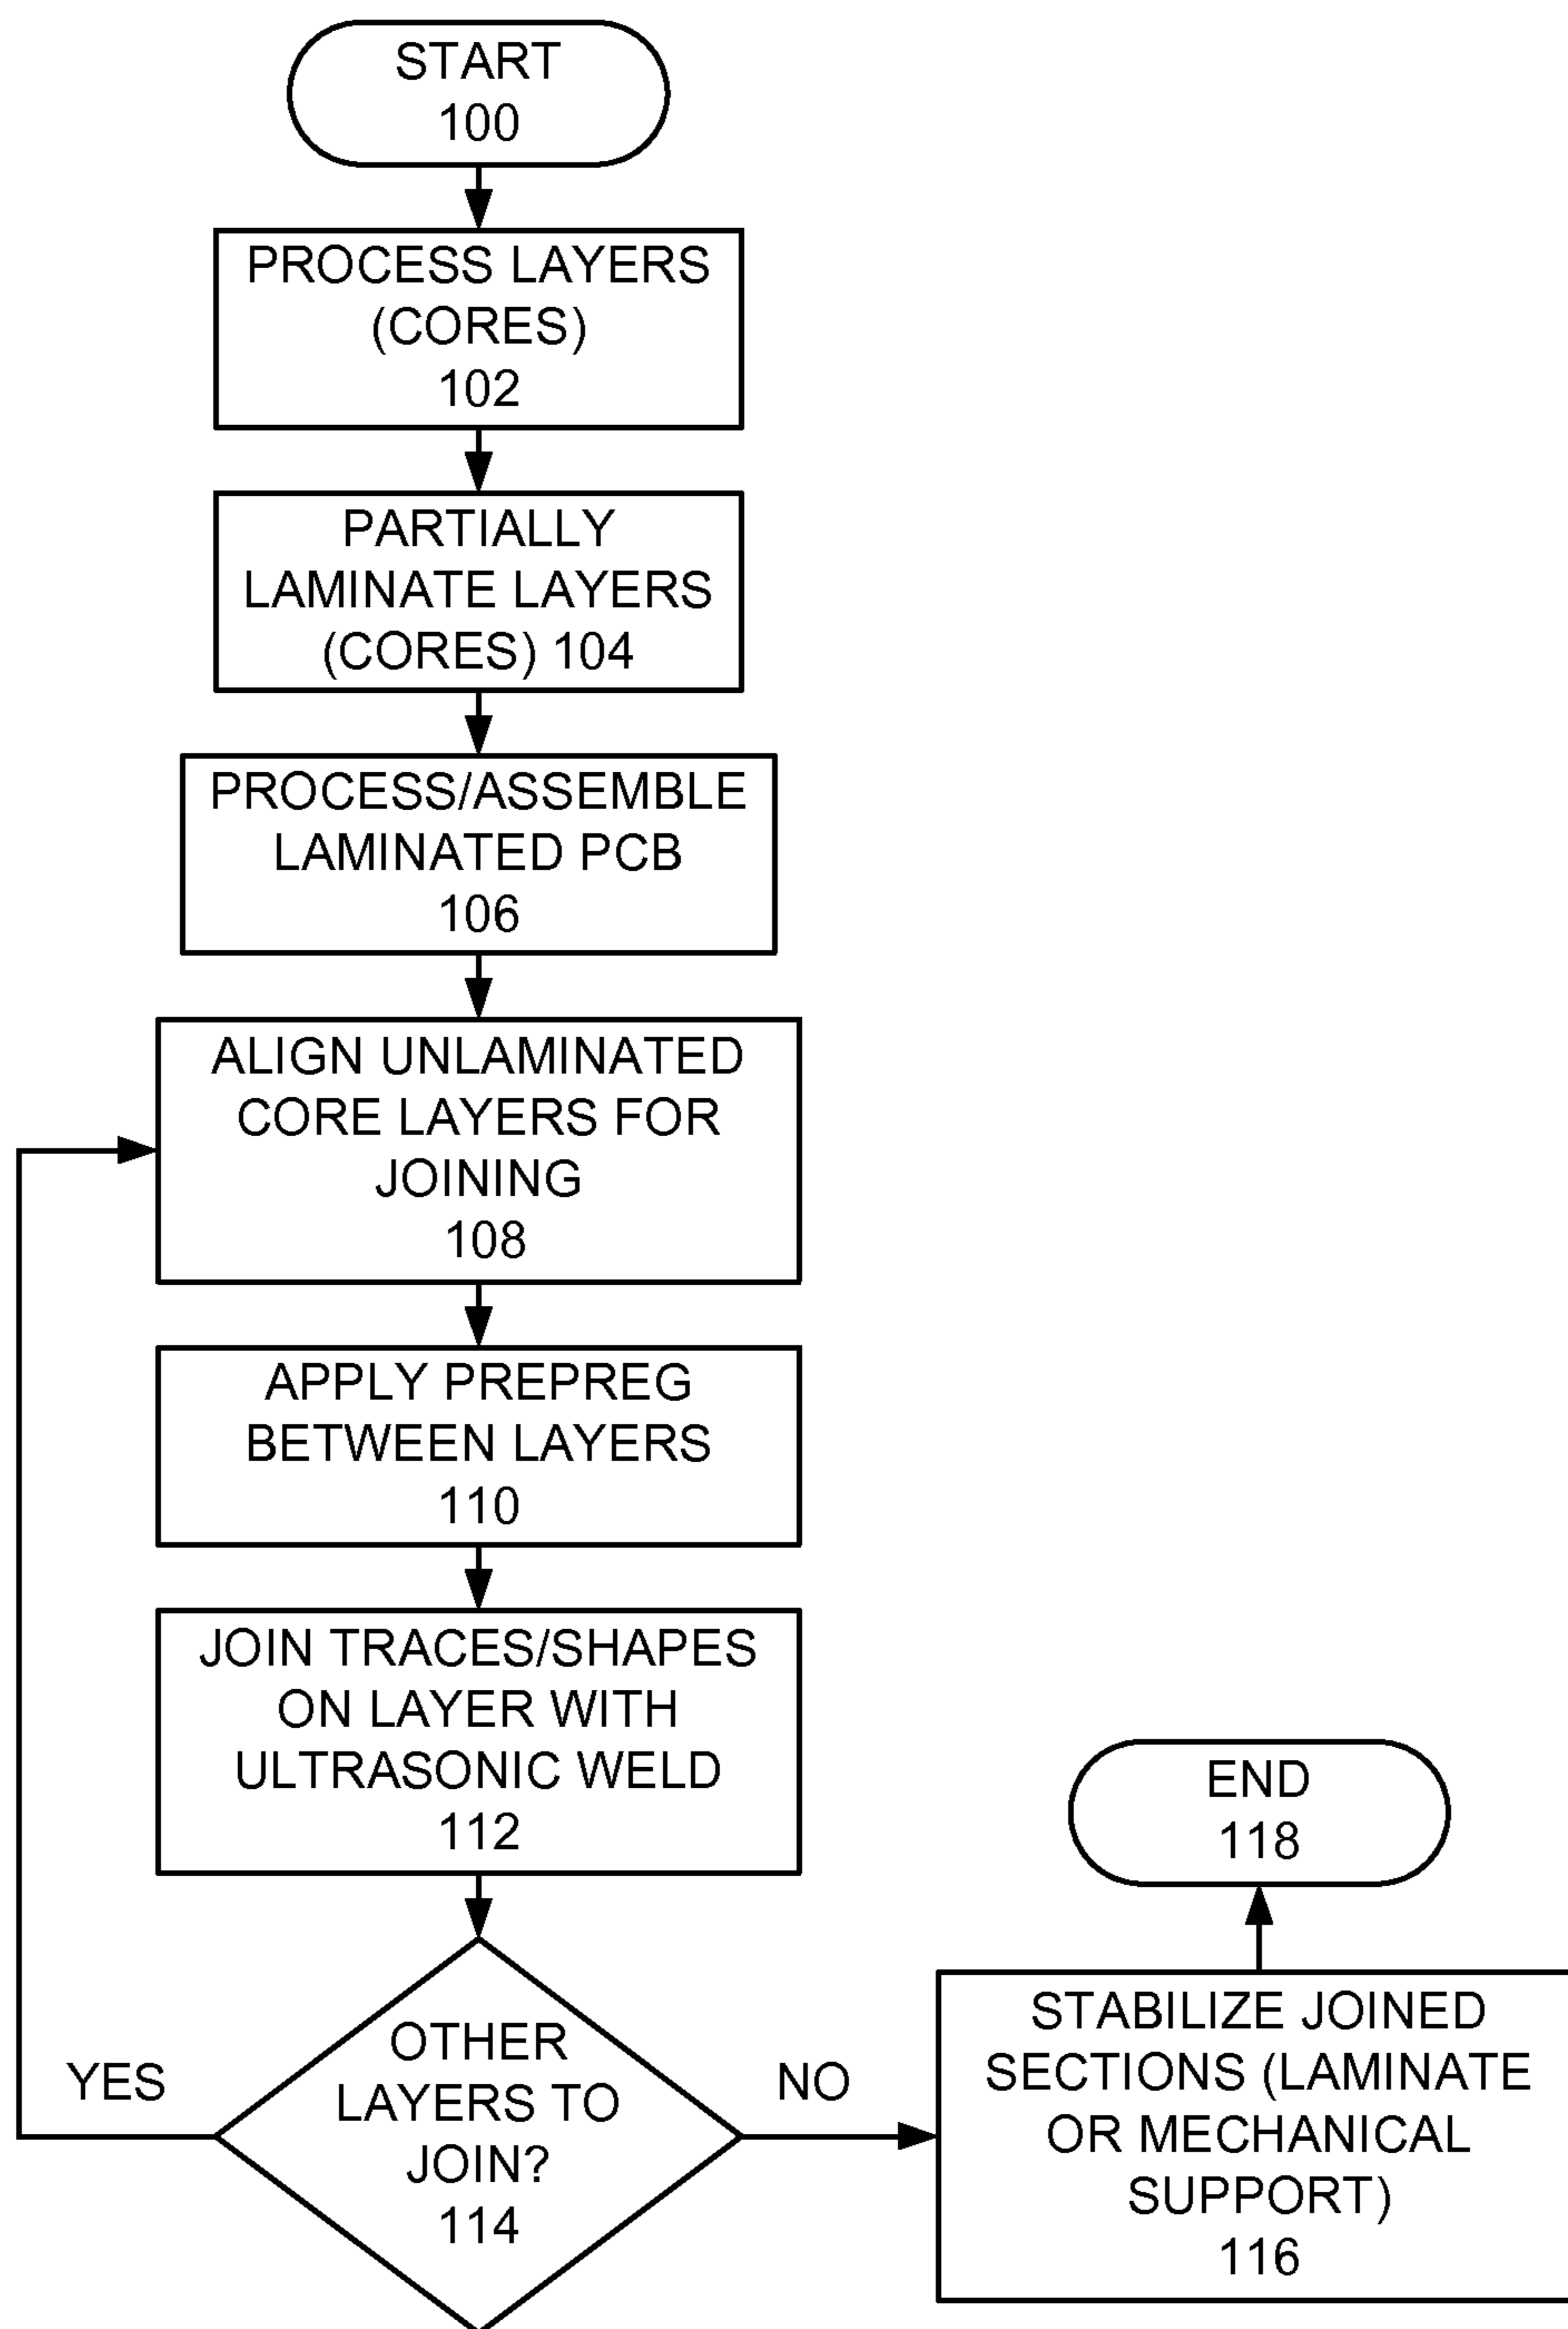 START
100
PROCESS LAYERS
(CORES)
102
PARTIALLY
LAMINATE LAYERS
(CORES) 104
PROCESS/ASSEMBLE
LAMINATED PCB
106
ALIGN UNLAMINATED
CORE LAYERS FOR
JOINING
108
APPLY PREPREG
BETWEEN LAYERS
110
JOIN TRACES/SHAPES
ON LAYER WITH
ULTRASONIC WELD
112
OTHER
LAYERS TO
JOIN?
114
YES
NO
STABILIZE JOINED
SECTIONS (LAMINATE
OR MECHANICAL
SUPPORT)
116
END
118